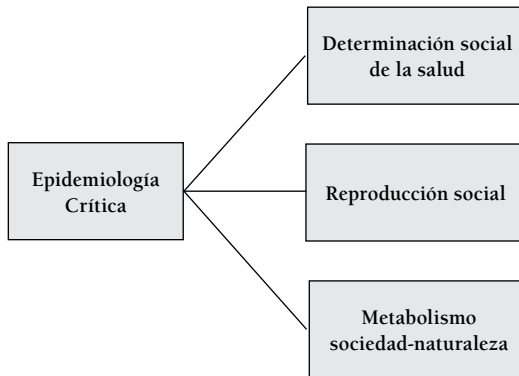 Determinación social
de la salud
Epidemiología
Crítica
Reproducción social
Metabolismo
sociedad-naturaleza